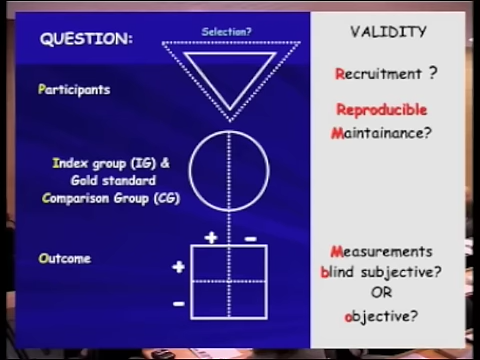 QUESTION:
Selection?
VALIDITY
Participants
Recruitment ?
Reproducible
Maintainance?
Index group (IG) &
Gold standard
Comparison Group (CG)
Outcome
+ -
+
-
Measurements
blind subjective?
OR
objective?